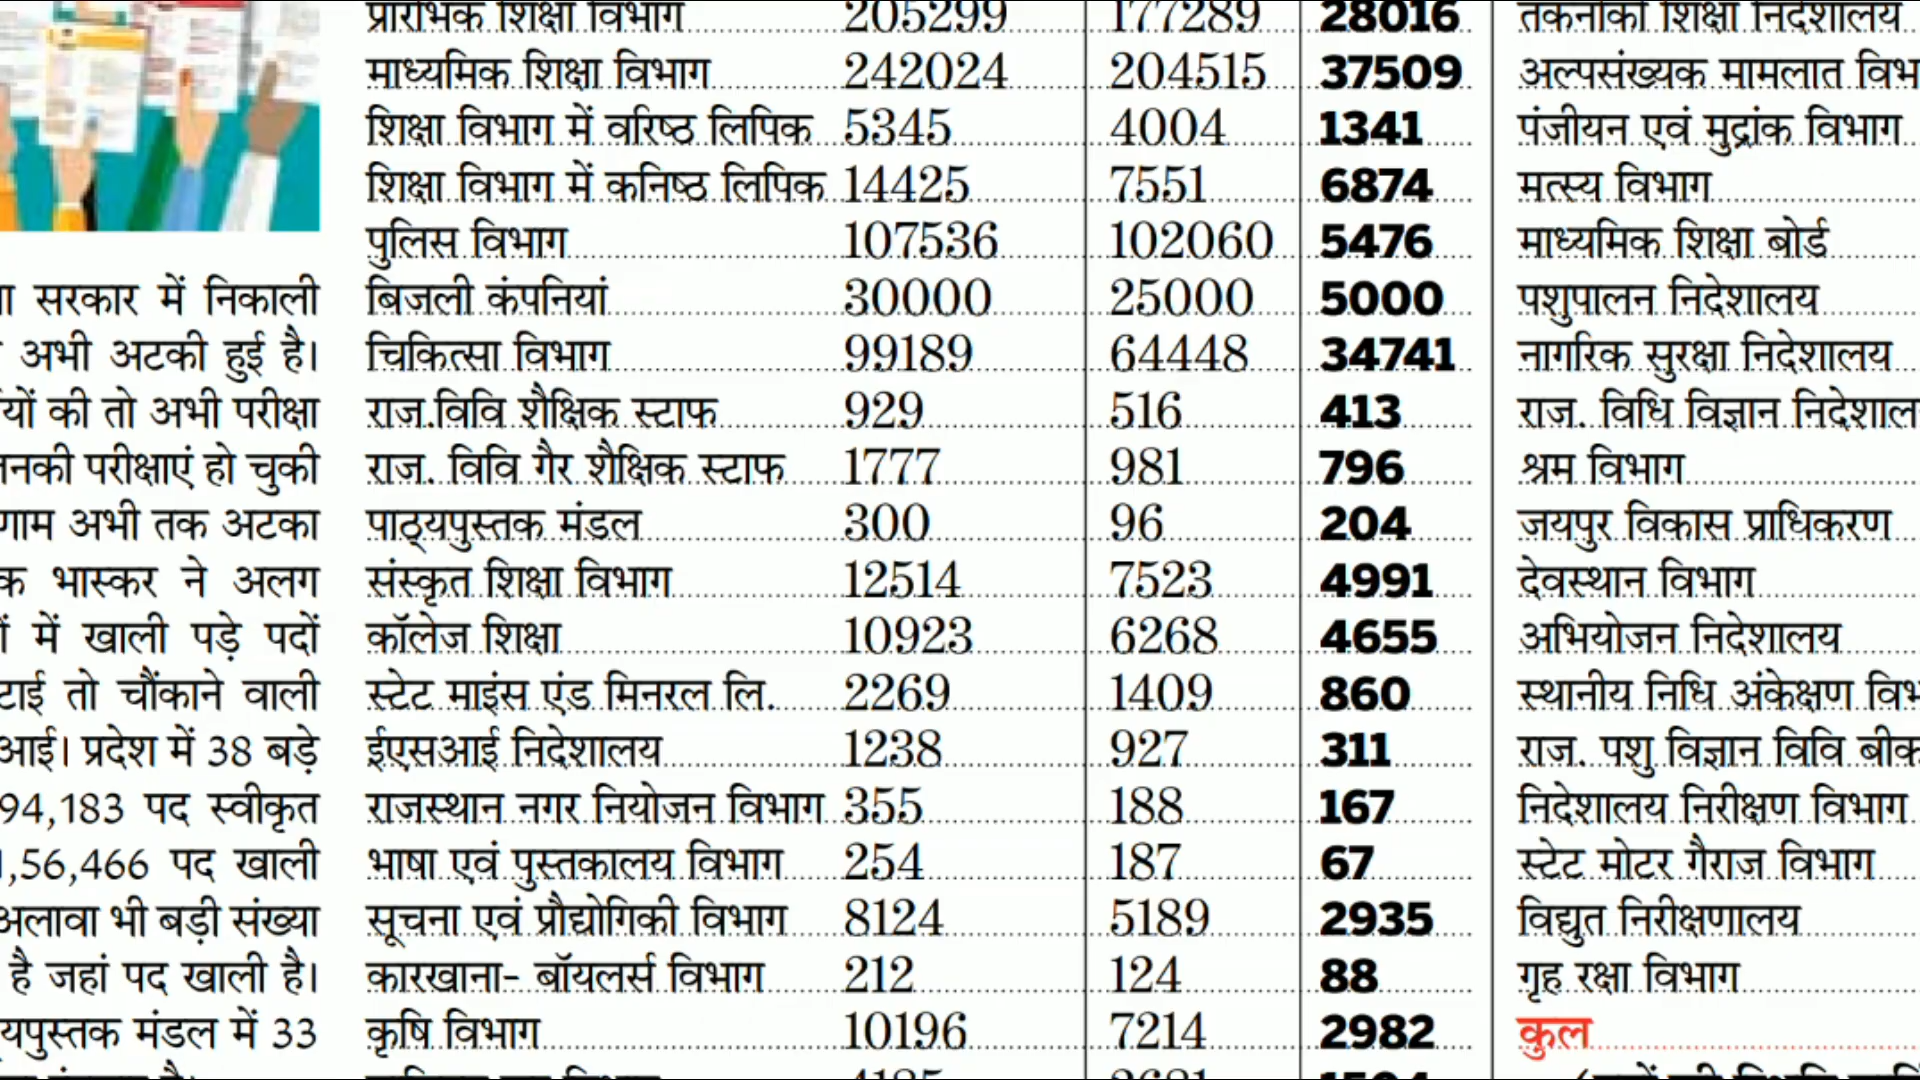 प्रारंभिक शिक्षा विभाग 205299 177289 28016
माध्यमिक शिक्षा विभाग 242024 204515 37509
शिक्षा विभाग में वरिष्ठ लिपिक 5345 4004 1341
शिक्षा विभाग में कनिष्ठ लिपिक 14425 7551 6874
पुलिस विभाग 107536 102060 5476
बिजली कंपनियां 30000 25000 5000
चिकित्सा विभाग 99189 64448 34741
राज.विवि शैक्षिक स्टाफ 929 516 413
राज. विवि गैर शैक्षिक स्टाफ 1777 981 796
पाठ्यपुस्तक मंडल 300 96 204
संस्कृत शिक्षा विभाग 12514 7523 4991
कॉलेज शिक्षा 10923 6268 4655
स्टेट माइंस एंड मिनरल लि. 2269 1409 860
ईएसआई निदेशालय 1238 927 311
राजस्थान नगर नियोजन विभाग 355 188 167
भाषा एवं पुस्तकालय विभाग 254 187 67
सूचना एवं प्रौद्योगिकी विभाग 8124 5189 2935
कारखाना- बॉयलर्स विभाग 212 124 88
कृषि विभाग 10196 7214 2982
सरकार में निकाली
अभी अटकी हुई है।
की तो अभी परीक्षा
परीक्षाएं हो चुकी
अभी तक अटका
भास्कर ने अलग
में खाली पड़े पदों
तो चौंकाने वाली
आई। प्रदेश में 38 बड़े
94,183 पद स्वीकृत
,56,466 पद खाली
अलावा भी बड़ी संख्या
है जहां पद खाली है।
मंडल में 33
तकनीकी शिक्षा निदेशालय
अल्पसंख्यक मामलात
पंजीयन एवं मुद्रांक विभाग
मत्स्य विभाग
माध्यमिक शिक्षा बोर्ड
पशुपालन निदेशालय
नागरिक सुरक्षा निदेशालय
राज. विधि विज्ञान
श्रम विभाग
जयपुर विकास प्राधिकरण
देवस्थान विभाग
अभियोजन निदेशालय
स्थानीय निधि अंकेक्षण
राज. पशु विज्ञान विवि
निदेशालय निरीक्षण विभाग
स्टेट मोटर गैराज विभाग
विद्युत निरीक्षणालय
गृह रक्षा विभाग
कुल